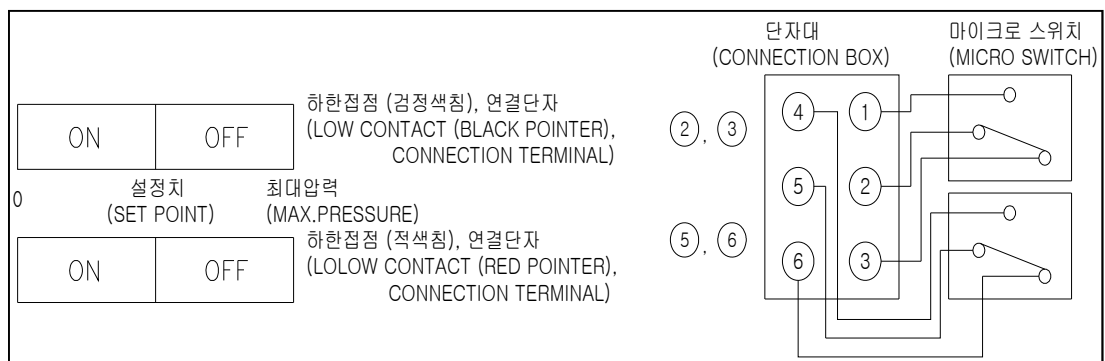 단자대
(CONNECTION BOX)
마이크로 스위치
(MICRO SWITCH)
ON
OFF
하한접점 (검정색침), 연결단자
(LOW CONTACT (BLACK POINTER),
CONNECTION TERMINAL)
②, ③
0
설정치
(SET POINT)
최대압력
(MAX.PRESSURE)
ON
OFF
하한접점 (적색침), 연결단자
(LOLOW CONTACT (RED POINTER),
CONNECTION TERMINAL)
⑤, ⑥
④ ①
⑤ ②
⑥ ③